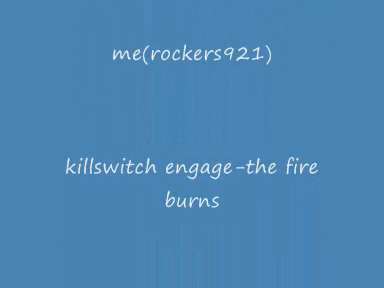 me(rockers921)
killswitch engage-the fire
burns